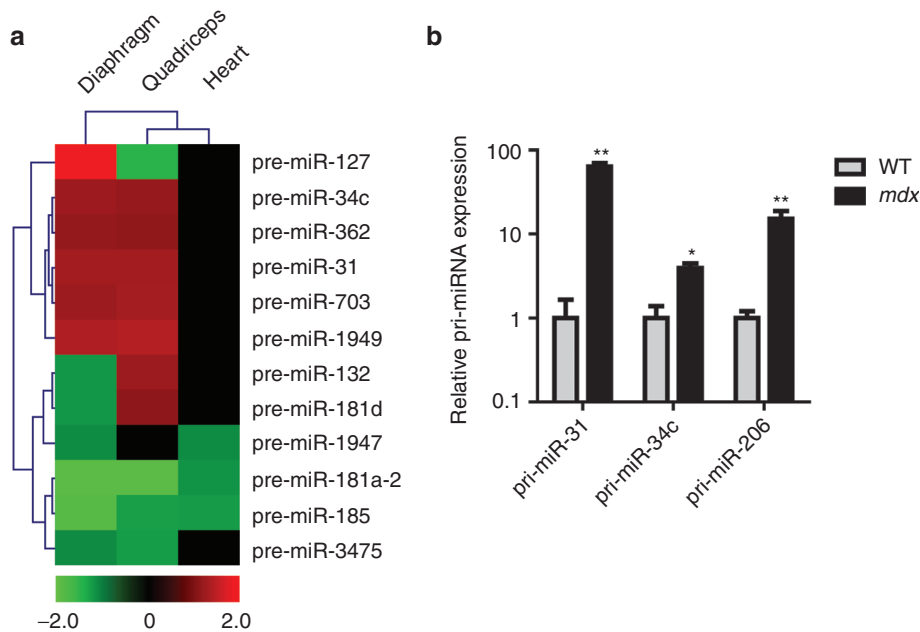 a
Diaphragm
Quadriceps
Heart
pre-miR-127
pre-miR-34c
pre-miR-362
pre-miR-31
pre-miR-703
pre-miR-1949
pre-miR-132
pre-miR-181d
pre-miR-1947
pre-miR-181a-2
pre-miR-185
pre-miR-3475
−2.0 0 2.0
b
Relative pri-miRNA expression
100
10
1
0.1
**
*
**
pri-miR-31
pri-miR-34c
pri-miR-206
WT
mdx